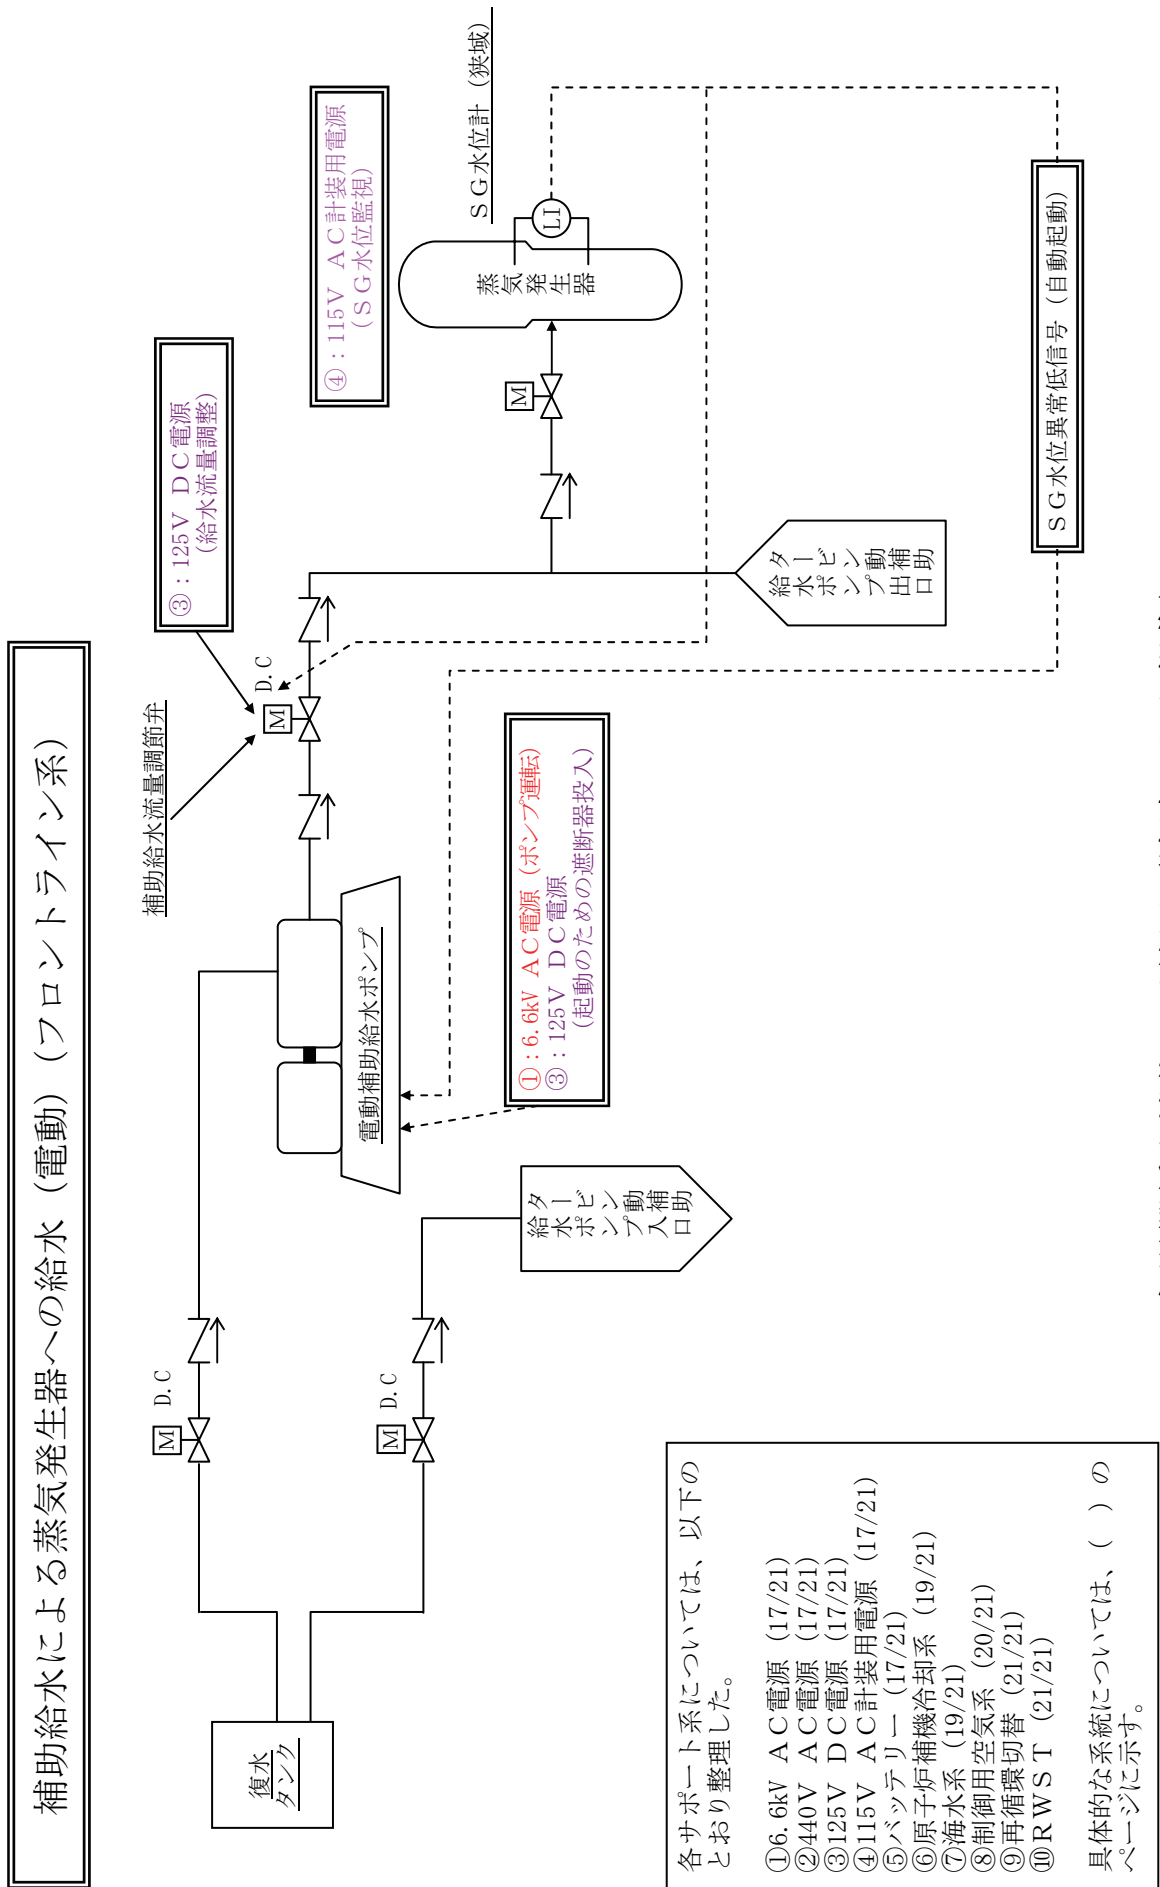 補助給水による蒸気発生器への給水（電動）（フロントライン系）
復水
タンク
M
D.C
M
D.C
給水ポンプ入口
タービン動補助
電動補助給水ポンプ
補助給水流量調節弁
M
D.C
③：125V DC電源
（給水流量調整）
①：6.6kV AC電源（ポンプ運転）
③：125V DC電源
（起動のための遮断器投入）
タービン動補助
給水ポンプ出口
M
蒸気発生器
LI
SG水位計（狭域）
④：115V AC計装用電源
（SG水位監視）
SG水位異常低信号（自動起動）
各サポート系については、以下の
とおり整理した。
①6.6kV AC電源（17/21）
②440V AC電源（17/21）
③125V DC電源（17/21）
④115V AC計装用電源（17/21）
⑤バッテリー（17/21）
⑥原子炉補機冷却系（19/21）
⑦海水系（19/21）
⑧制御用空気系（20/21）
⑨再循環切替（21/21）
⑩RWST（21/21）
具体的な系統については、（ ）の
ページに示す。